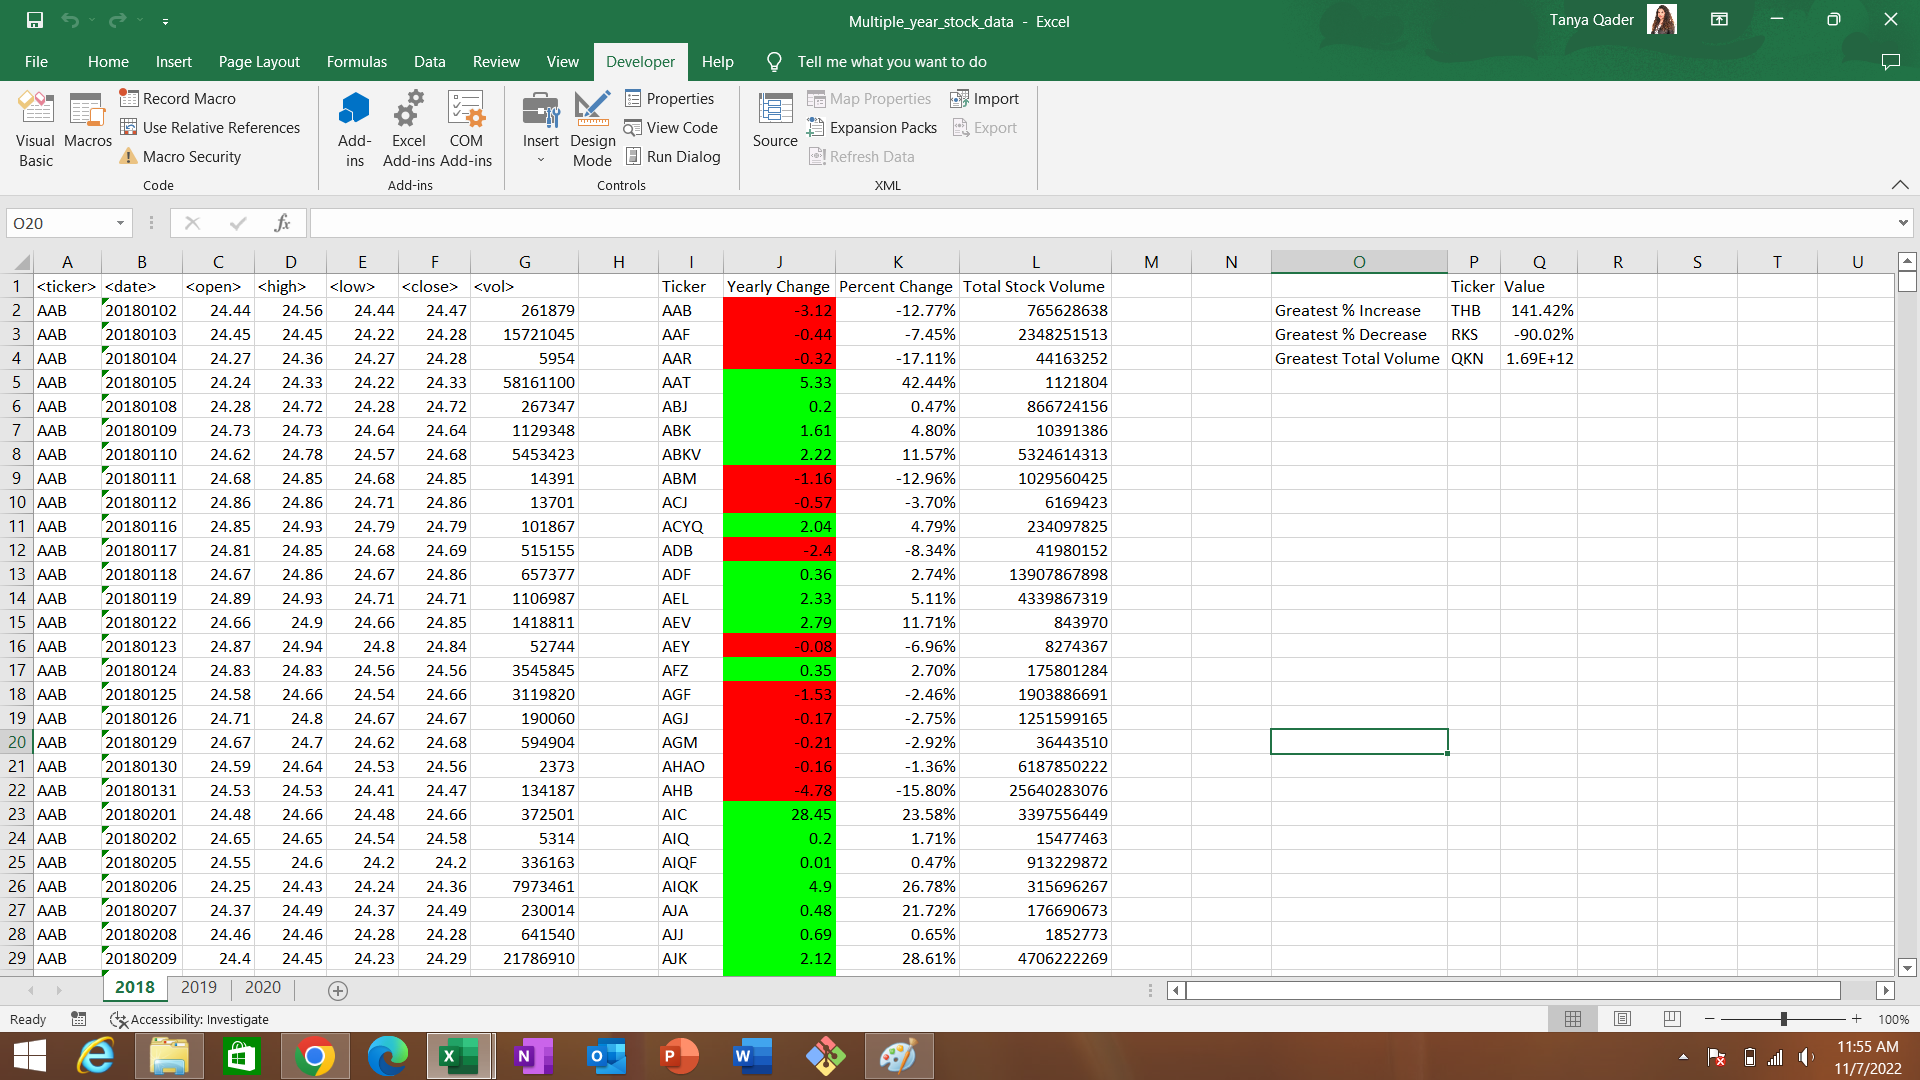 Multiple_year_stock_data - Excel
Tanya Qader
File Home Insert Page Layout Formulas Data Review View Developer Help Tell me what you want to do
Visual Basic
Macros
Record Macro
Use Relative References
Macro Security
Code
Add-ins
Excel Add-ins
COM Add-ins
Add-ins
Insert
Design Mode
Properties
View Code
Run Dialog
Controls
Source
Map Properties
Expansion Packs
Refresh Data
Import
Export
XML
O20
fx
A B C D E F G H I J K L M N O P Q R S T U
1 <ticker> <date> <open> <high> <low> <close> <vol> Ticker Yearly Change Percent Change Total Stock Volume Ticker Value
2 AAB 20180102 24.44 24.56 24.44 24.47 261879 AAB -3.12 -12.77% 765628638 Greatest % Increase THB 141.42%
3 AAB 20180103 24.45 24.45 24.22 24.28 15721045 AAF -0.44 -7.45% 2348251513 Greatest % Decrease RKS -90.02%
4 AAB 20180104 24.27 24.36 24.27 24.28 5954 AAR -0.32 -17.11% 44163252 Greatest Total Volume QKN 1.69E+12
5 AAB 20180105 24.24 24.33 24.22 24.33 58161100 AAT 5.33 42.44% 1121804
6 AAB 20180108 24.28 24.72 24.28 24.72 267347 ABJ 0.2 0.47% 866724156
7 AAB 20180109 24.73 24.73 24.64 24.64 1129348 ABK 1.61 4.80% 10391386
8 AAB 20180110 24.62 24.78 24.57 24.68 5453423 ABKV 2.22 11.57% 5324614313
9 AAB 20180111 24.68 24.85 24.68 24.85 14391 ABM -1.16 -12.96% 1029560425
10 AAB 20180112 24.86 24.86 24.71 24.86 13701 ACJ -0.57 -3.70% 6169423
11 AAB 20180116 24.85 24.93 24.79 24.79 101867 ACYQ 2.04 4.79% 234097825
12 AAB 20180117 24.81 24.85 24.68 24.69 515155 ADB -2.4 -8.34% 41980152
13 AAB 20180118 24.67 24.86 24.67 24.86 657377 ADF 0.36 2.74% 13907867898
14 AAB 20180119 24.89 24.93 24.71 24.71 1106987 AEL 2.33 5.11% 4339867319
15 AAB 20180122 24.66 24.9 24.66 24.85 1418811 AEV 2.79 11.71% 843970
16 AAB 20180123 24.87 24.94 24.8 24.84 52744 AEY -0.08 -6.96% 8274367
17 AAB 20180124 24.83 24.83 24.56 24.56 3545845 AFZ 0.35 2.70% 175801284
18 AAB 20180125 24.58 24.66 24.54 24.66 3119820 AGF -1.53 -2.46% 1903886691
19 AAB 20180126 24.71 24.8 24.67 24.67 190060 AGJ -0.17 -2.75% 1251599165
20 AAB 20180129 24.67 24.7 24.62 24.68 594904 AGM -0.21 -2.92% 36443510
21 AAB 20180130 24.59 24.64 24.53 24.56 2373 AHAO -0.16 -1.36% 6187850222
22 AAB 20180131 24.53 24.53 24.41 24.47 134187 AHB -4.78 -15.80% 25640283076
23 AAB 20180201 24.48 24.66 24.48 24.66 372501 AIC 28.45 23.58% 3397556449
24 AAB 20180202 24.65 24.65 24.54 24.58 5314 AIQ 0.2 1.71% 15477463
25 AAB 20180205 24.55 24.6 24.2 24.2 336163 AIQF 0.01 0.47% 913229872
26 AAB 20180206 24.25 24.43 24.24 24.36 7973461 AIQK 4.9 26.78% 315696267
27 AAB 20180207 24.37 24.49 24.37 24.49 230014 AJA 0.48 21.72% 176690673
28 AAB 20180208 24.46 24.46 24.28 24.28 641540 AJJ 0.69 0.65% 1852773
29 AAB 20180209 24.4 24.45 24.23 24.29 21786910 AJK 2.12 28.61% 4706222269
2018 2019 2020
Ready Accessibility: Investigate 100%
11:55 AM
11/7/2022